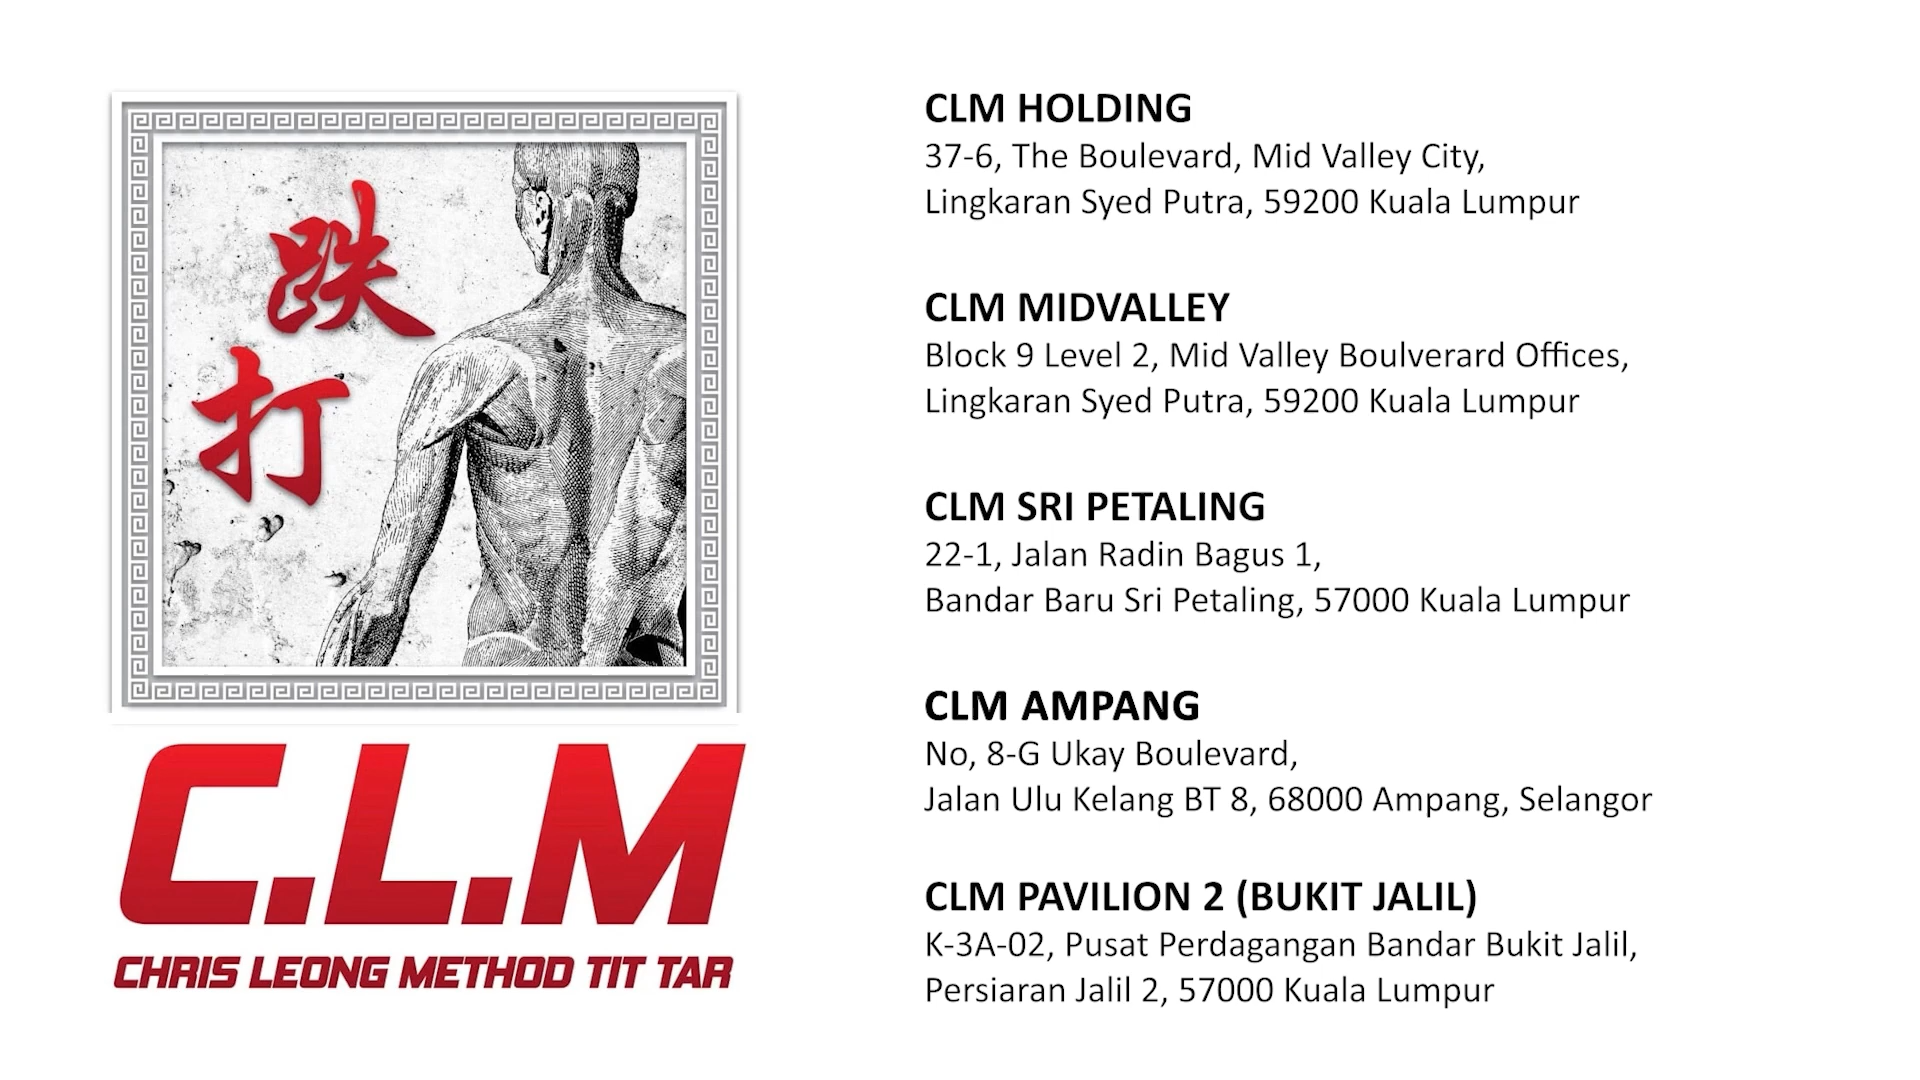 跌
打
C.L.M
CHRIS LEONG METHOD TIT TAR
CLM HOLDING
37-6, The Boulevard, Mid Valley City,
Lingkaran Syed Putra, 59200 Kuala Lumpur
CLM MIDVALLEY
Block 9 Level 2, Mid Valley Boulverard Offices,
Lingkaran Syed Putra, 59200 Kuala Lumpur
CLM SRI PETALING
22-1, Jalan Radin Bagus 1,
Bandar Baru Sri Petaling, 57000 Kuala Lumpur
CLM AMPANG
No, 8-G Ukay Boulevard,
Jalan Ulu Kelang BT 8, 68000 Ampang, Selangor
CLM PAVILION 2 (BUKIT JALIL)
K-3A-02, Pusat Perdagangan Bandar Bukit Jalil,
Persiaran Jalil 2, 57000 Kuala Lumpur